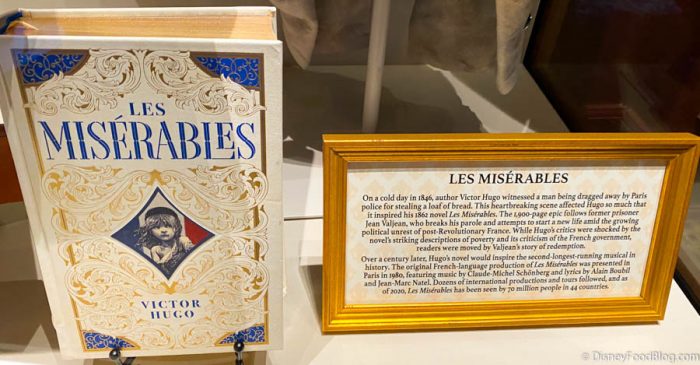 LES
MISÉRABLES
VICTOR
HUGO
LES MISÉRABLES
On a cold day in 1846, author Victor Hugo witnessed a man being dragged away by Paris
police for stealing a loaf of bread. This heartbreaking scene affected Hugo so much that
it inspired his 1862 novel Les Misérables. The 1,900-page epic follows former prisoner
Jean Valjean, who breaks his parole and attempts to start a new life amid the growing
political unrest of post-Revolutionary France. While Hugo's critics were shocked by the
novel's striking descriptions of poverty and its criticism of the French government,
readers were moved by Valjean's story of redemption.
Over a century later, Hugo's novel would inspire the second-longest-running musical in
history. The original French-language production of Les Misérables was presented in
Paris in 1980, featuring music by Claude-Michel Schönberg and lyrics by Alain Boubil
and Jean-Marc Natel. Dozens of international productions and tours followed, and as
of 2020, Les Misérables has been seen by 70 million people in 44 countries.
© DisneyFoodBlog.com